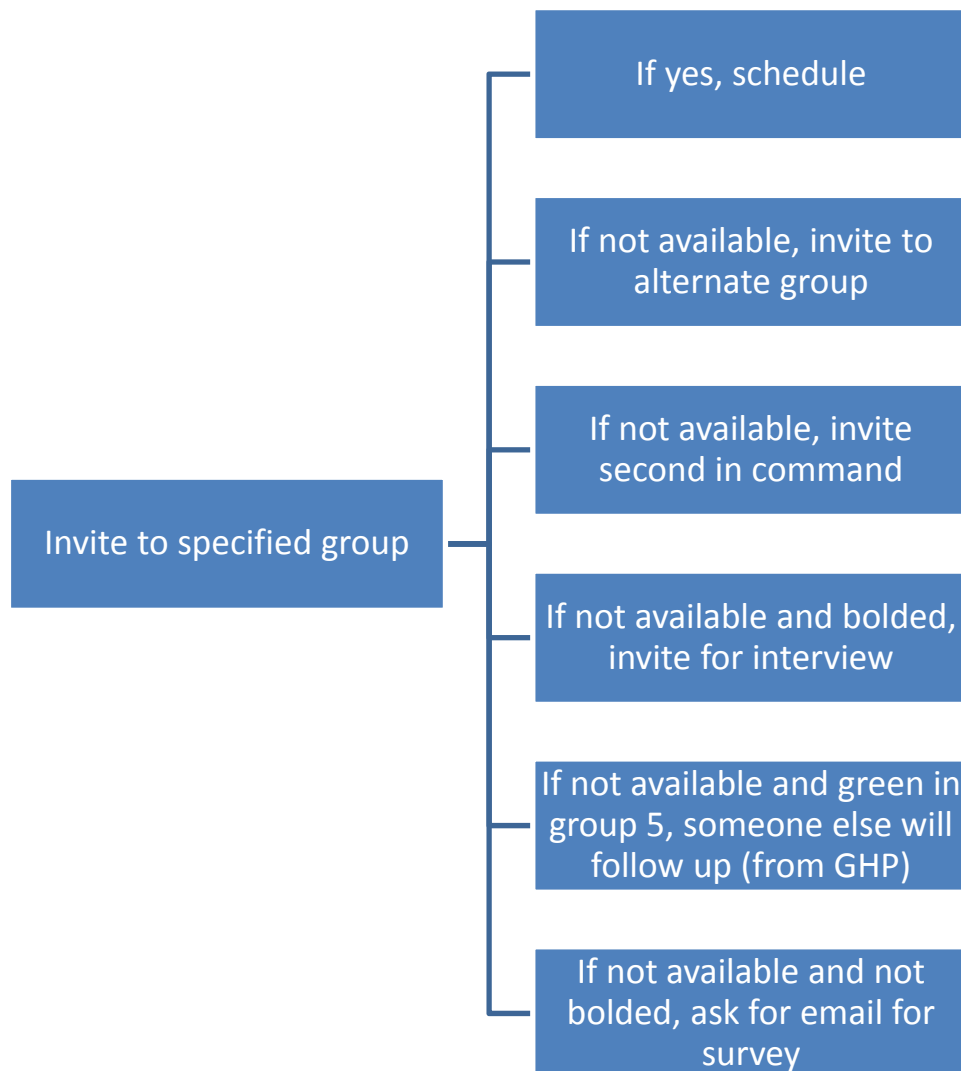 If yes, schedule
If not available, invite to
alternate group
If not available, invite
second in command
Invite to specified group
If not available and bolded,
invite for interview
If not available and green in
group 5, someone else will
follow up (from GHP)
If not available and not
bolded, ask for email for
survey